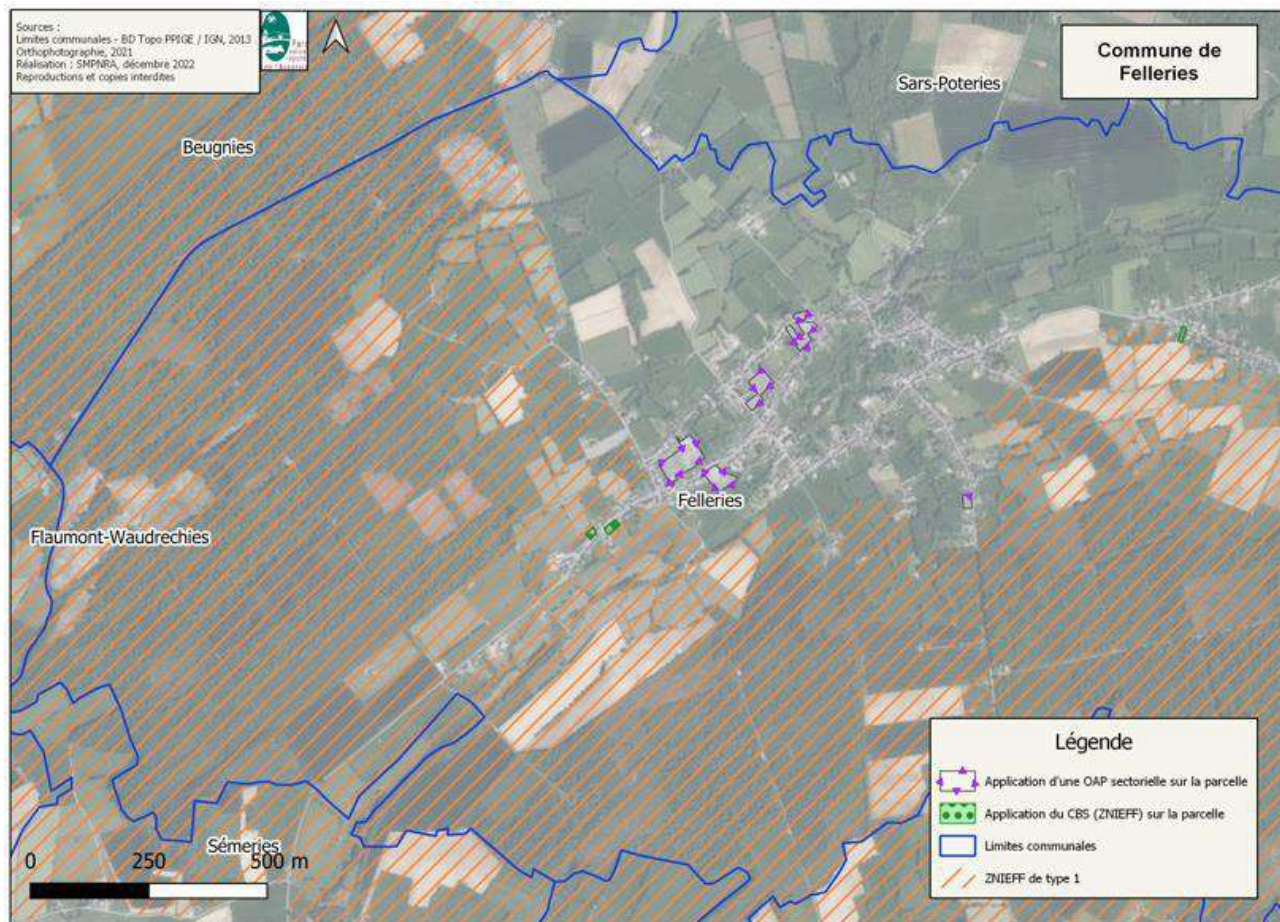 Sources :
Limites communales - BD Topo PPIGE / IGN, 2013
Orthophotographie, 2021
Réalisation : SMPNRA, décembre 2022
Reproductions et copies interdites
Commune de
Felleries
Sars-Poteries
Beugnies
Felleries
Flaumont-Waudrechies
Sémeries
0 250 500 m
Légende
Application d'une OAP sectorielle sur la parcelle
Application du CBS (ZNIEFF) sur la parcelle
Limites communales
ZNIEFF de type 1